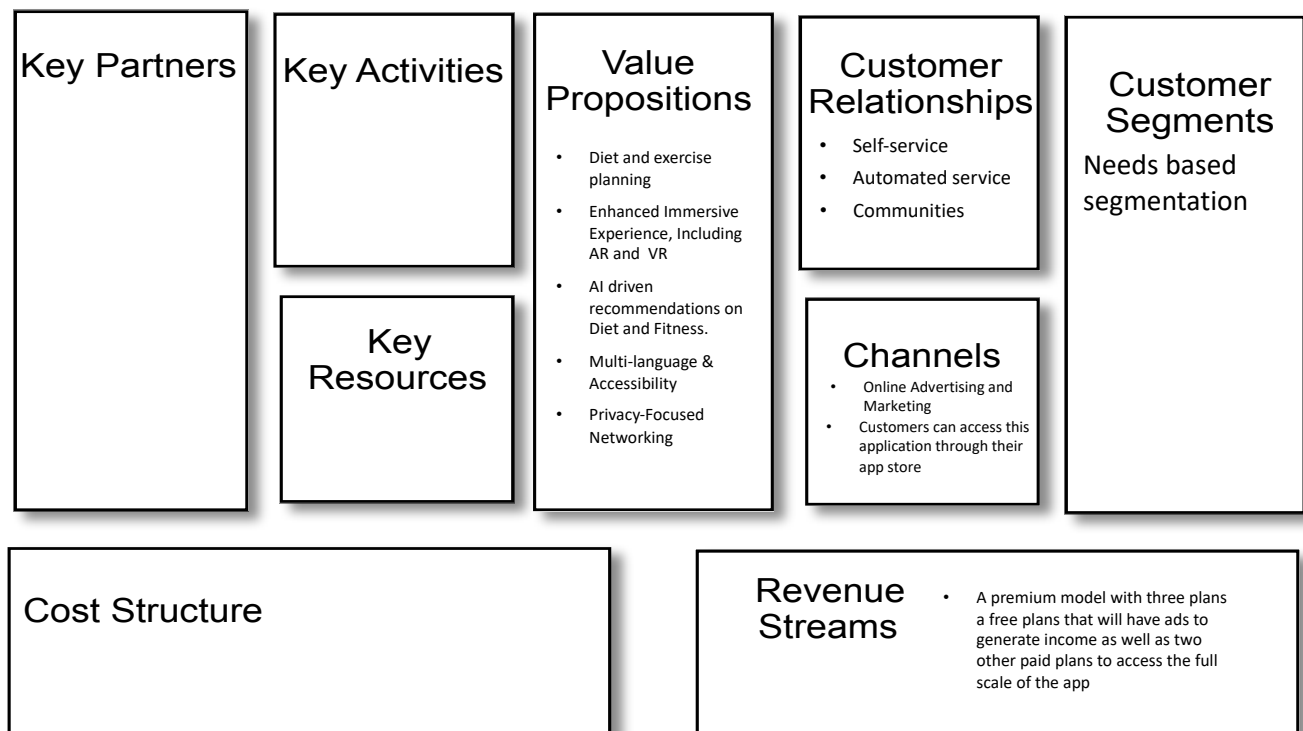 Key Partners
Key Activities
Key
Resources
Value
Propositions
• Diet and exercise
planning
• Enhanced Immersive
Experience, Including
AR and VR
• AI driven
recommendations on
Diet and Fitness.
• Multi-language &
Accessibility
• Privacy-Focused
Networking
Customer
Relationships
• Self-service
• Automated service
• Communities
Channels
• Online Advertising and
Marketing
• Customers can access this
application through their
app store
Customer
Segments
Needs based
segmentation
Cost Structure
Revenue
Streams
• A premium model with three plans
a free plans that will have ads to
generate income as well as two
other paid plans to access the full
scale of the app